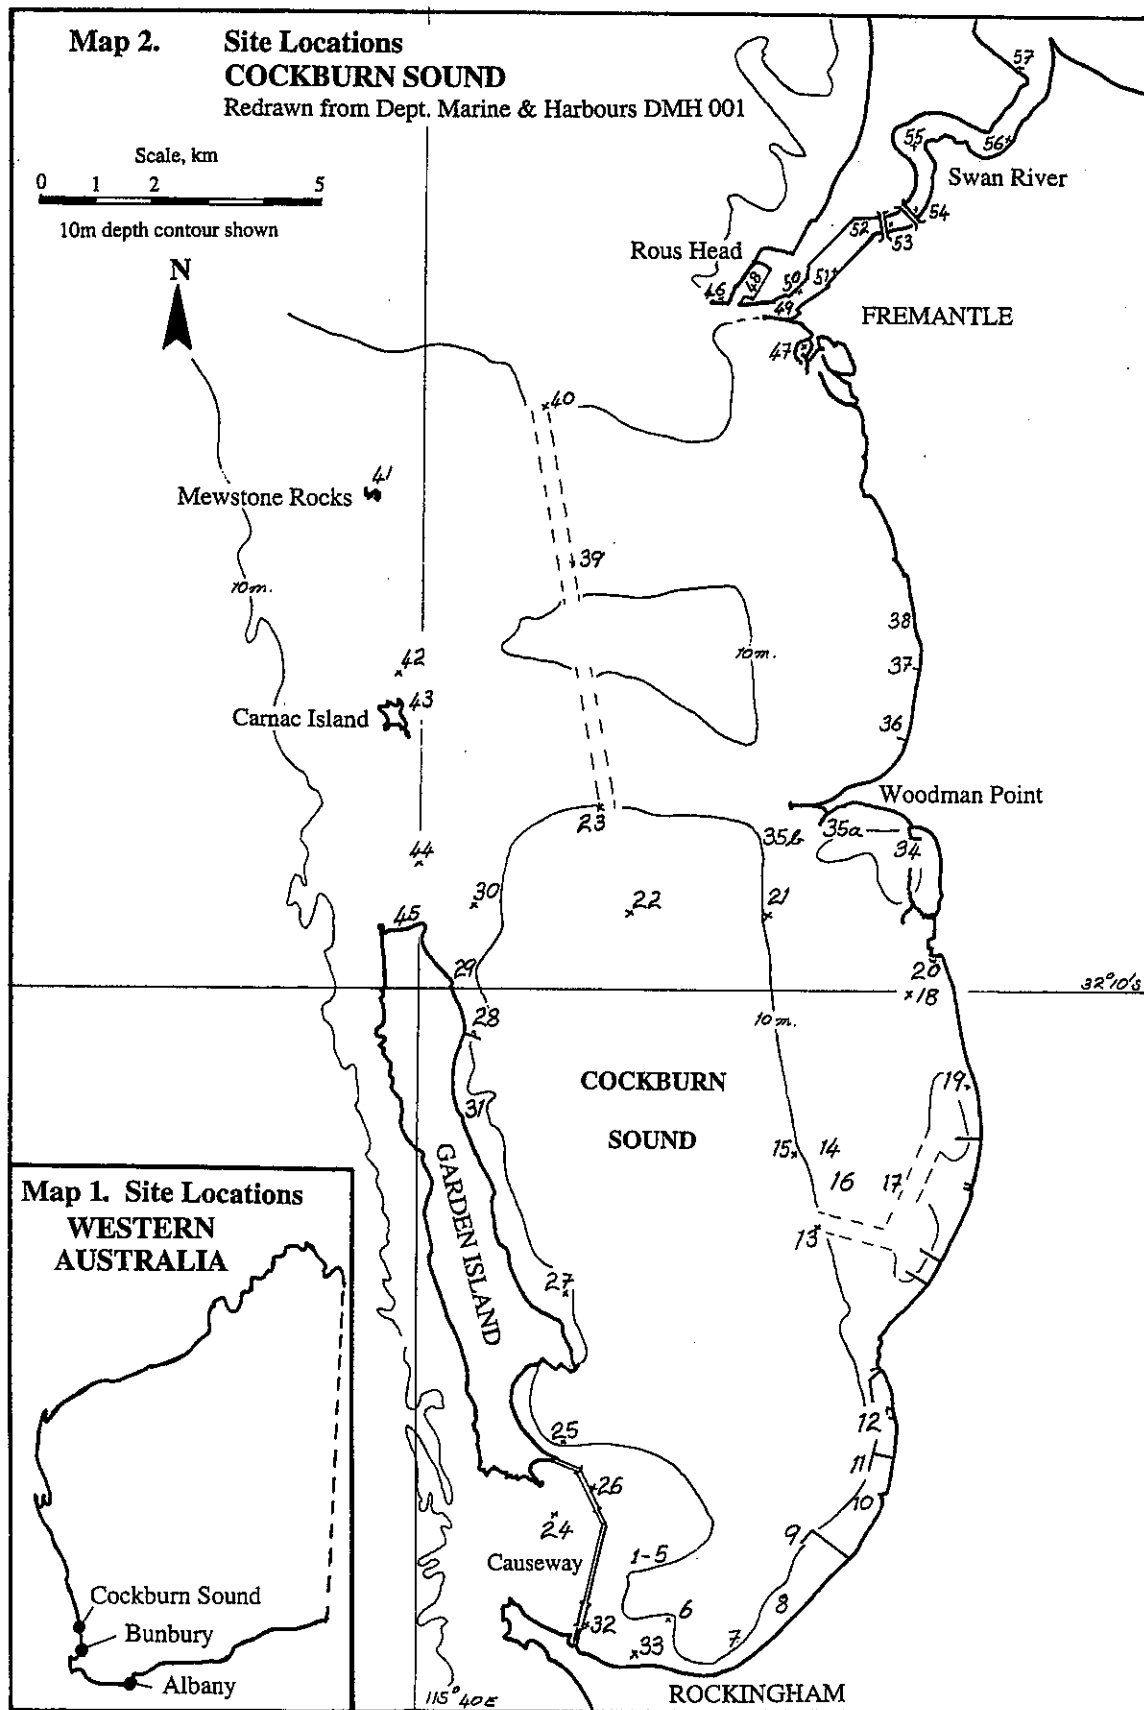 Map 2. Site Locations
COCKBURN SOUND
Redrawn from Dept. Marine & Harbours DMH 001
Scale, km
0 1 2 5
10m depth contour shown
N
57
55
56
Swan River
54
52
53
Rous Head
48
50
51
46
49
FREMANTLE
47
40
41
Mewstone Rocks
39
10m.
38
10m.
42
37
43
Carnac Island
36
Woodman Point
23
35b
35a
34
44
30
22
21
45
29
20
32°10'S
18
28
10m.
COCKBURN
SOUND
19
31
15
14
16
17
GARDEN ISLAND
13
27
Map 1. Site Locations
WESTERN
AUSTRALIA
12
25
11
26
10
24
9
Causeway
1-5
8
6
32
7
33
Cockburn Sound
Bunbury
Albany
115°40'E
ROCKINGHAM